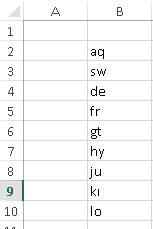 A B
1
2 aq
3 sw
4 de
5 fr
6 gt
7 hy
8 ju
9 kı
10 lo